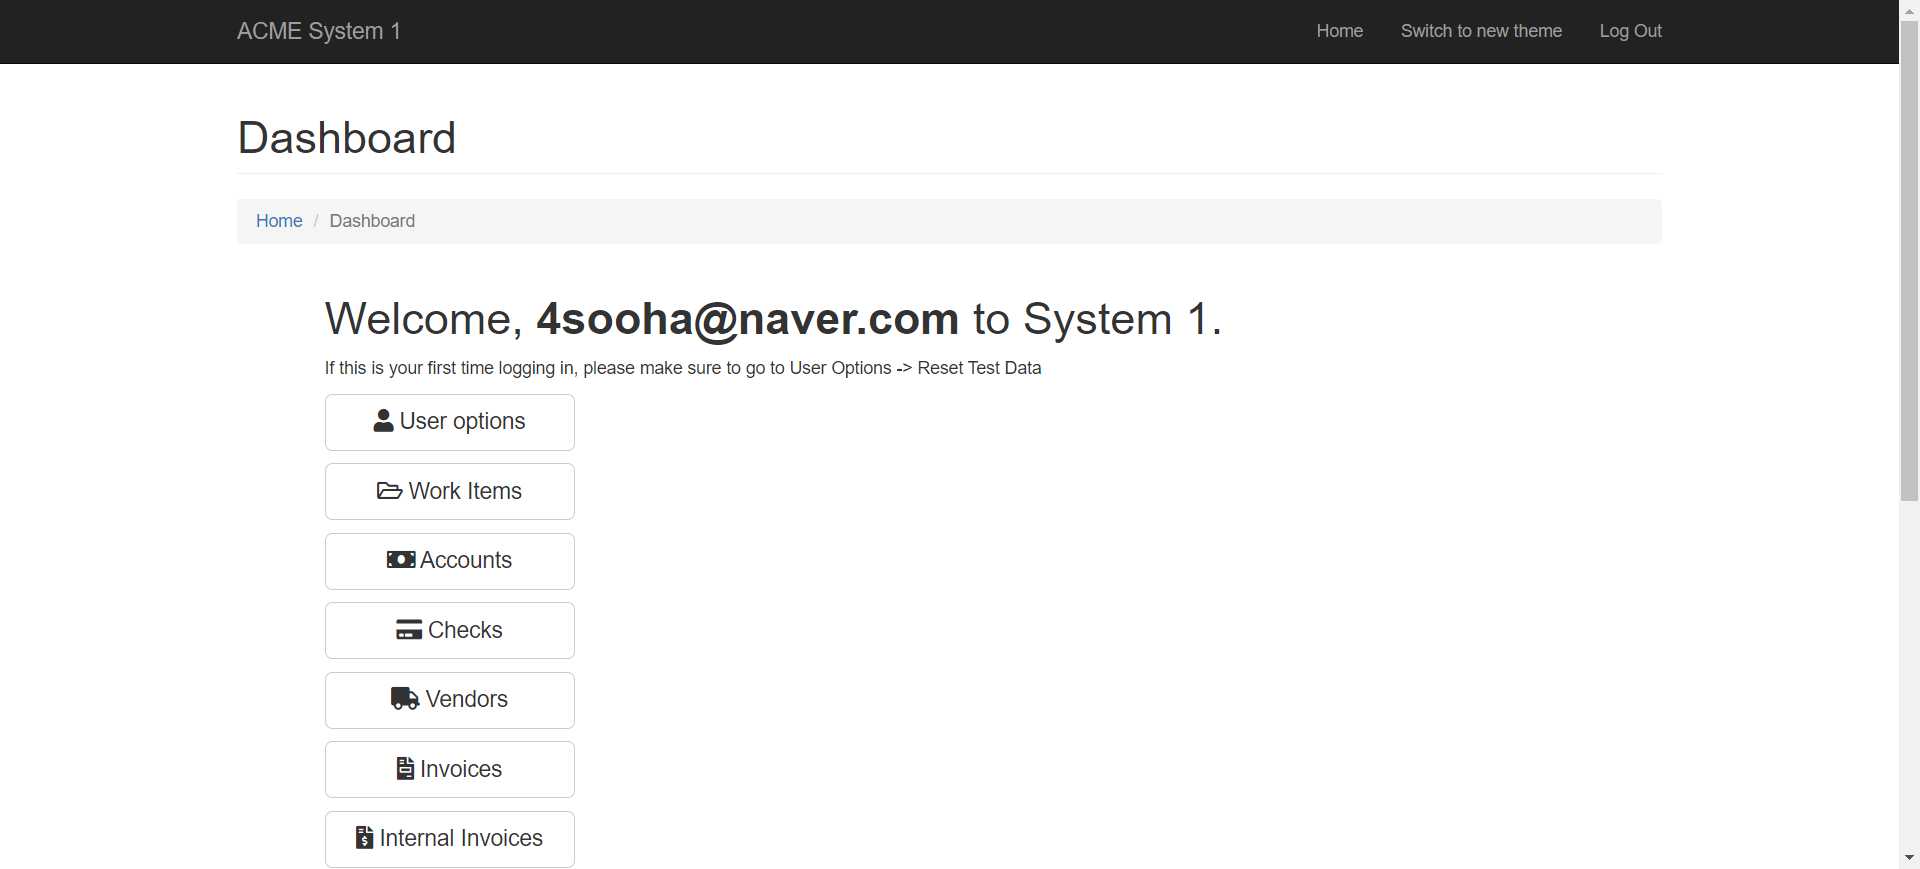 ACME System 1
Home
Switch to new theme
Log Out
Dashboard
Home / Dashboard
Welcome, 4sooha@naver.com to System 1.
If this is your first time logging in, please make sure to go to User Options -> Reset Test Data
User options
Work Items
Accounts
Checks
Vendors
Invoices
Internal Invoices